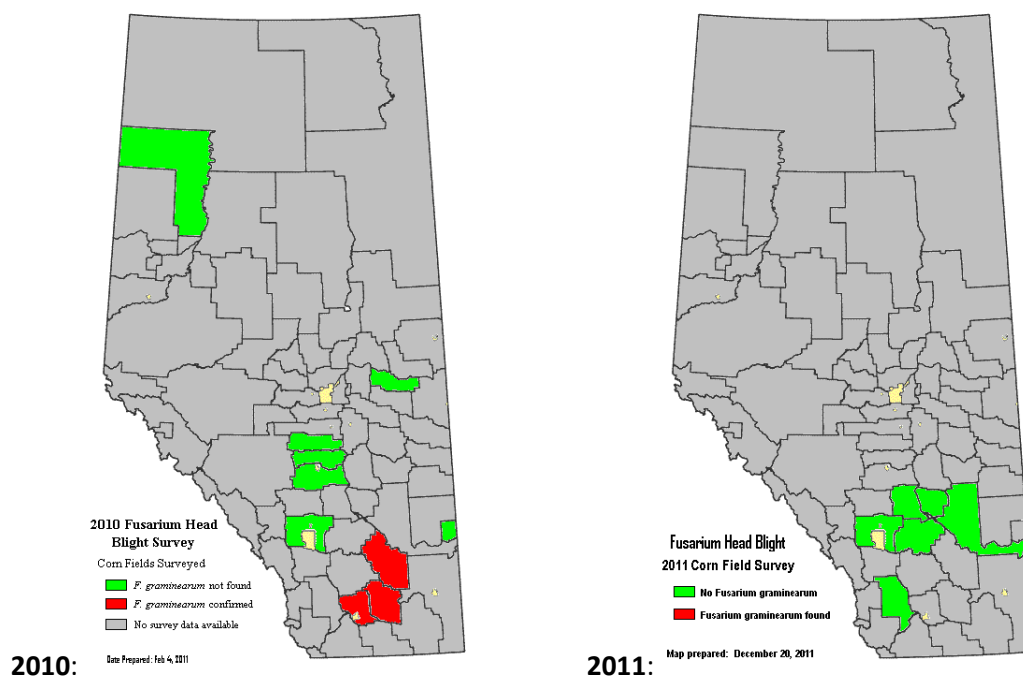 2010 Fusarium Head
Blight Survey
Corn Fields Surveyed
F. graminearum not found
F. graminearum confirmed
No survey data available
2010:
Date Prepared: Feb 4, 2011
Fusarium Head Blight
2011 Corn Field Survey
No Fusarium graminearum
Fusarium graminearum found
2011:
Map prepared: December 20, 2011